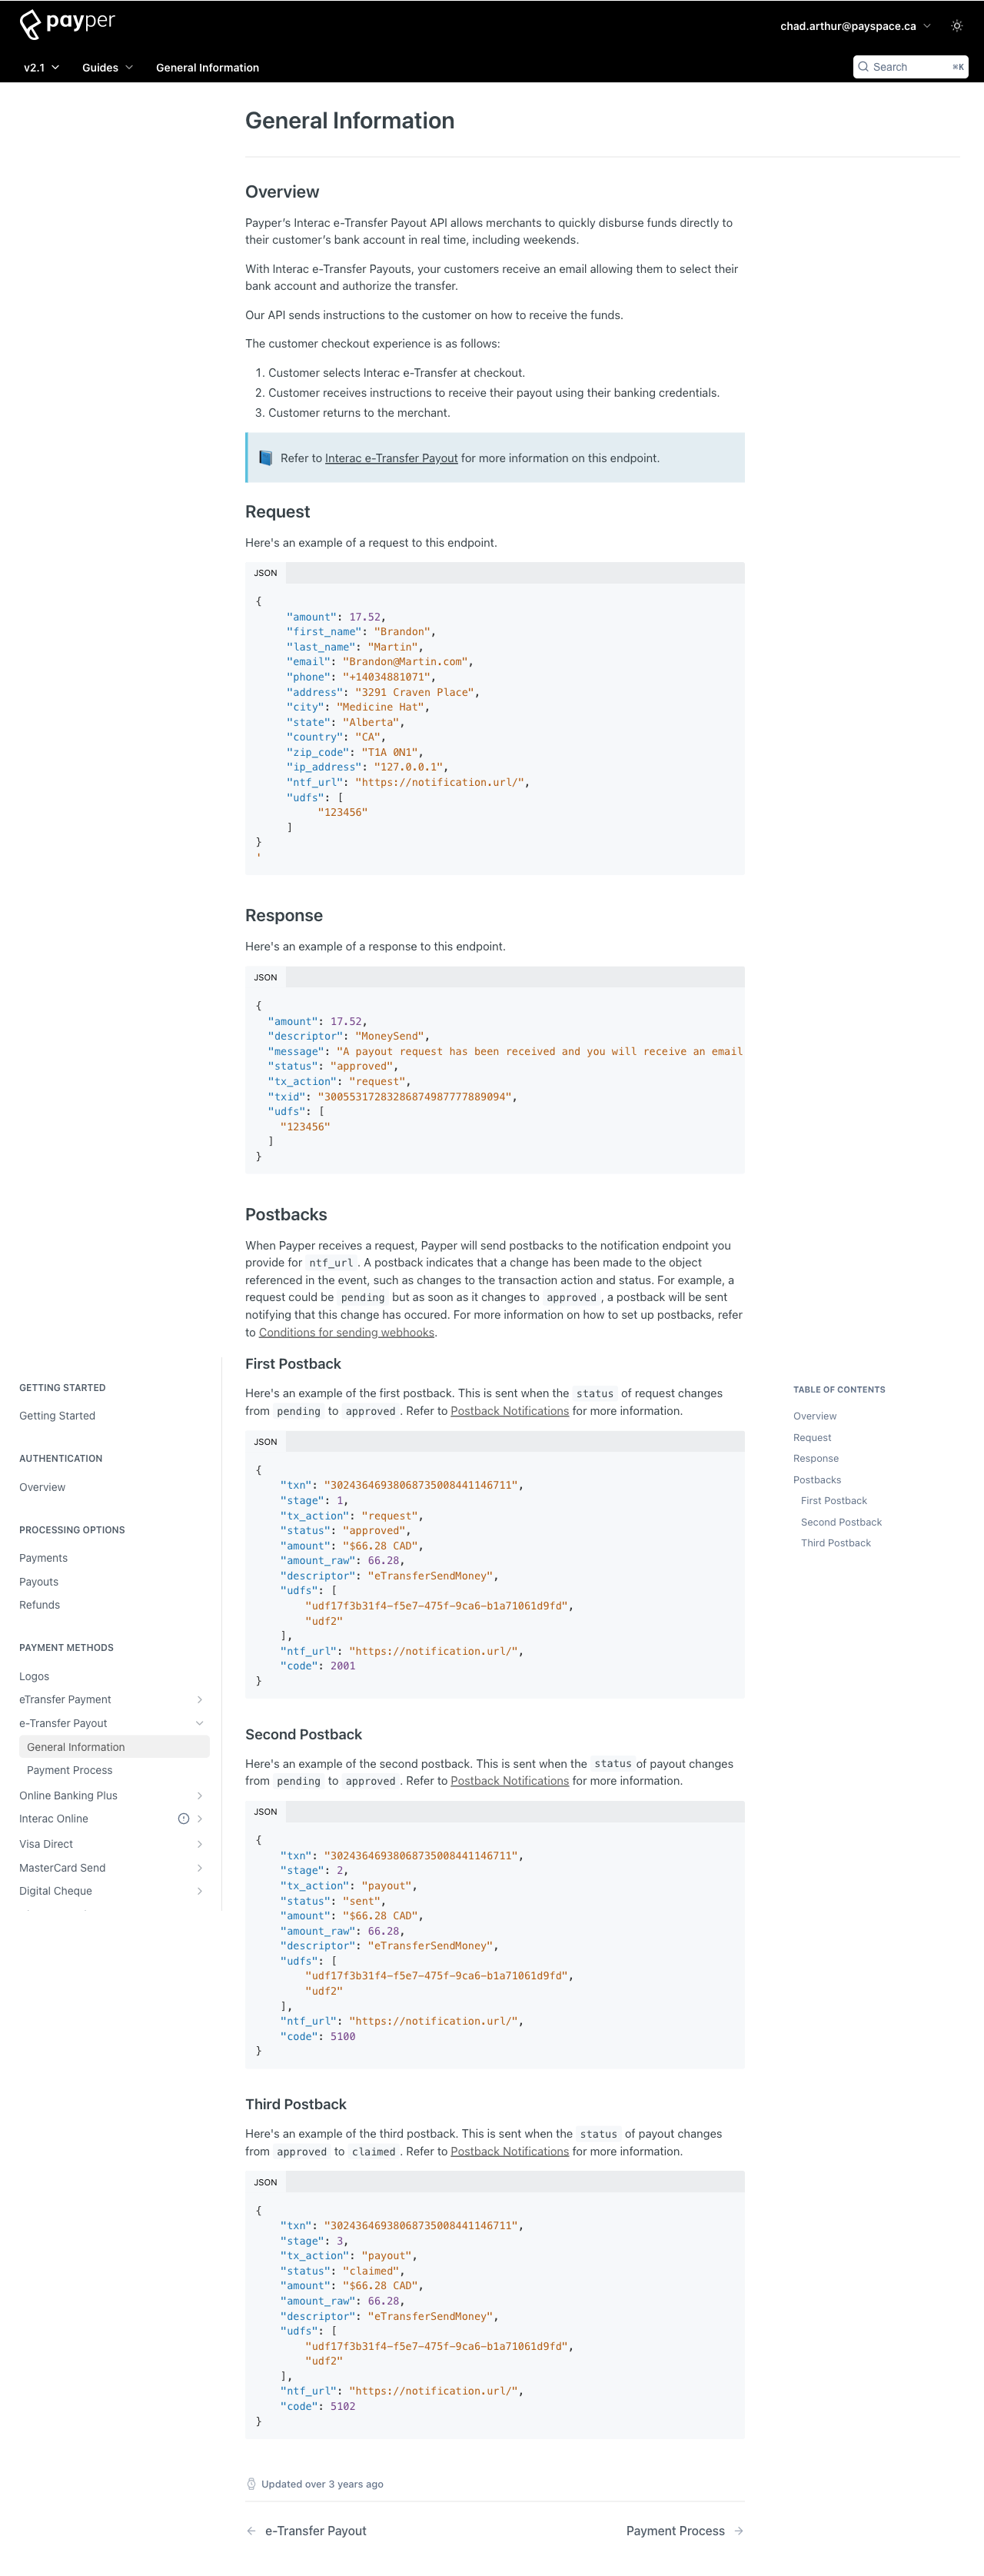 payper
chad.arthur@payspace.ca
v2.1
Guides
General Information
Search
⌘K
General Information
Overview
Payper’s Interac e-Transfer Payout API allows merchants to quickly disburse funds directly to
their customer’s bank account in real time, including weekends.
With Interac e-Transfer Payouts, your customers receive an email allowing them to select their
bank account and authorize the transfer.
Our API sends instructions to the customer on how to receive the funds.
The customer checkout experience is as follows:
1. Customer selects Interac e-Transfer at checkout.
2. Customer receives instructions to receive their payout using their banking credentials.
3. Customer returns to the merchant.
Refer to Interac e-Transfer Payout for more information on this endpoint.
Request
Here's an example of a request to this endpoint.
JSON
{
"amount": 17.52,
"first_name": "Brandon",
"last_name": "Martin",
"email": "Brandon@Martin.com",
"phone": "+14034881071",
"address": "3291 Craven Place",
"city": "Medicine Hat",
"state": "Alberta",
"country": "CA",
"zip_code": "T1A 0N1",
"ip_address": "127.0.0.1",
"ntf_url": "https://notification.url/",
"udfs": [
"123456"
]
}
'
Response
Here's an example of a response to this endpoint.
JSON
{
"amount": 17.52,
"descriptor": "MoneySend",
"message": "A payout request has been received and you will receive an email
"status": "approved",
"tx_action": "request",
"txid": "30055317283286874987777889094",
"udfs": [
"123456"
]
}
Postbacks
When Payper receives a request, Payper will send postbacks to the notification endpoint you
provide for ntf_url. A postback indicates that a change has been made to the object
referenced in the event, such as changes to the transaction action and status. For example, a
request could be pending but as soon as it changes to approved, a postback will be sent
notifying that this change has occured. For more information on how to set up postbacks, refer
to Conditions for sending webhooks.
First Postback
Here's an example of the first postback. This is sent when the status of request changes
from pending to approved. Refer to Postback Notifications for more information.
JSON
{
"txn": "30243646938068735008441146711",
"stage": 1,
"tx_action": "request",
"status": "approved",
"amount": "$66.28 CAD",
"amount_raw": 66.28,
"descriptor": "eTransferSendMoney",
"udfs": [
"udf17f3b31f4-f5e7-475f-9ca6-b1a71061d9fd",
"udf2"
],
"ntf_url": "https://notification.url/",
"code": 2001
}
Second Postback
Here's an example of the second postback. This is sent when the status of payout changes
from pending to approved. Refer to Postback Notifications for more information.
JSON
{
"txn": "30243646938068735008441146711",
"stage": 2,
"tx_action": "payout",
"status": "sent",
"amount": "$66.28 CAD",
"amount_raw": 66.28,
"descriptor": "eTransferSendMoney",
"udfs": [
"udf17f3b31f4-f5e7-475f-9ca6-b1a71061d9fd",
"udf2"
],
"ntf_url": "https://notification.url/",
"code": 5100
}
Third Postback
Here's an example of the third postback. This is sent when the status of payout changes
from approved to claimed. Refer to Postback Notifications for more information.
JSON
{
"txn": "30243646938068735008441146711",
"stage": 3,
"tx_action": "payout",
"status": "claimed",
"amount": "$66.28 CAD",
"amount_raw": 66.28,
"descriptor": "eTransferSendMoney",
"udfs": [
"udf17f3b31f4-f5e7-475f-9ca6-b1a71061d9fd",
"udf2"
],
"ntf_url": "https://notification.url/",
"code": 5102
}
Updated over 3 years ago
e-Transfer Payout
Payment Process
GETTING STARTED
Getting Started
AUTHENTICATION
Overview
PROCESSING OPTIONS
Payments
Payouts
Refunds
PAYMENT METHODS
Logos
eTransfer Payment
e-Transfer Payout
General Information
Payment Process
Online Banking Plus
Interac Online
Visa Direct
MasterCard Send
Digital Cheque
TABLE OF CONTENTS
Overview
Request
Response
Postbacks
First Postback
Second Postback
Third Postback